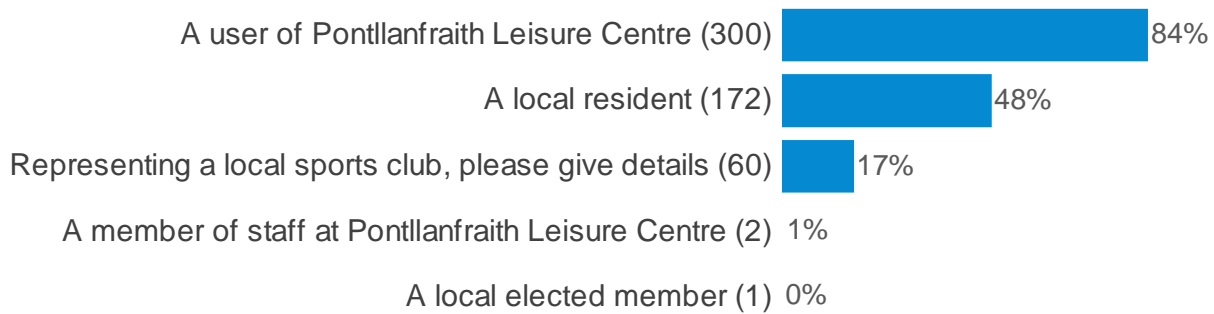 A user of Pontllanfraith Leisure Centre (300) 84%
A local resident (172) 48%
Representing a local sports club, please give details (60) 17%
A member of staff at Pontllanfraith Leisure Centre (2) 1%
A local elected member (1) 0%